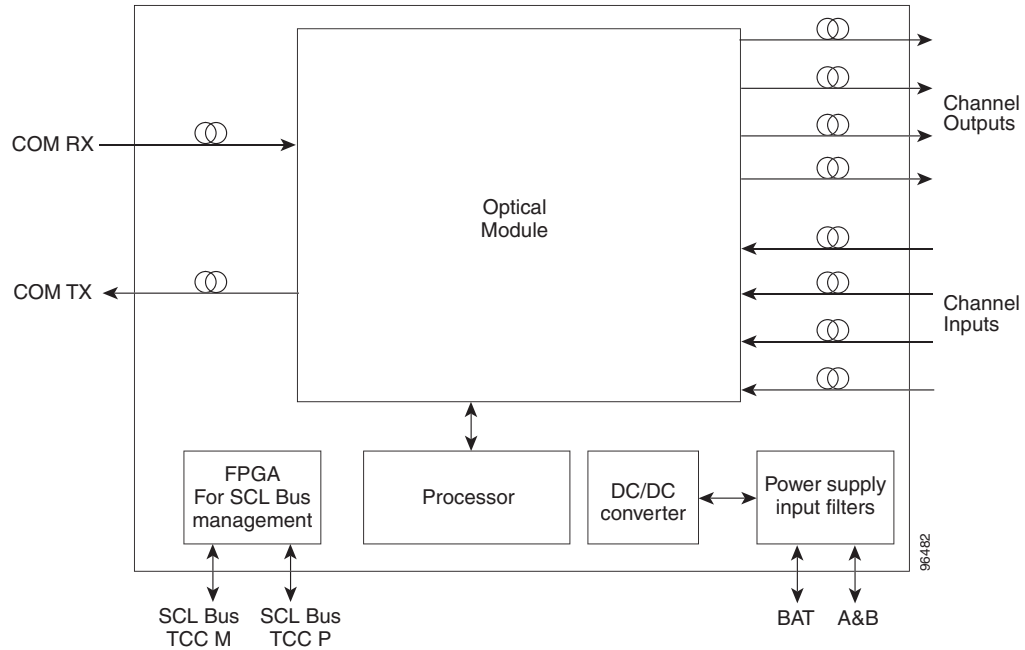 COM RX
COM TX
Optical
Module
Channel
Outputs
Channel
Inputs
FPGA
For SCL Bus
management
Processor
DC/DC
converter
Power supply
input filters
SCL Bus
TCC M
SCL Bus
TCC P
BAT
A&B
96482